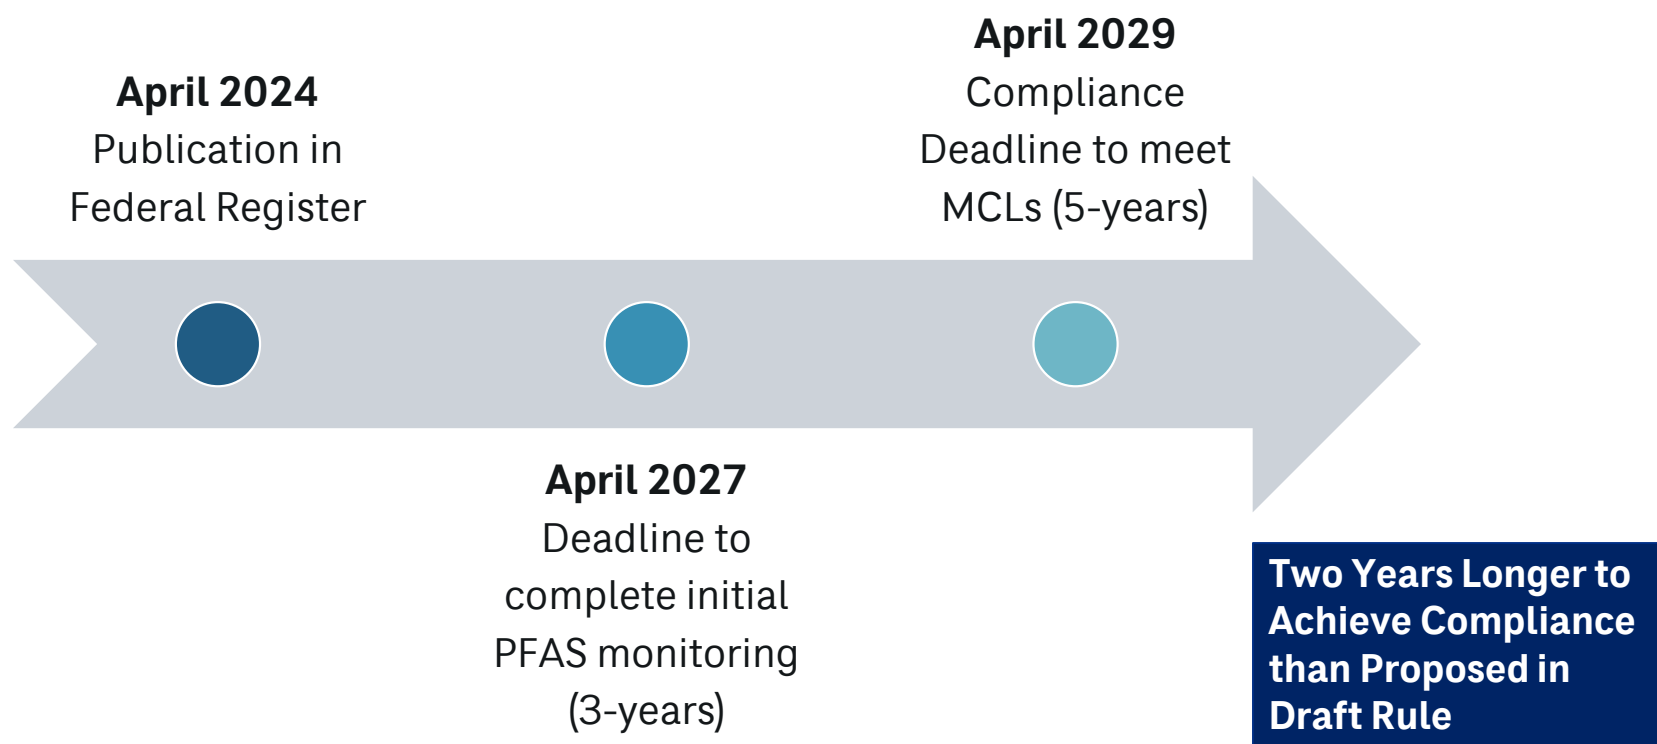 April 2024
Publication in
Federal Register
April 2027
Deadline to
complete initial
PFAS monitoring
(3-years)
April 2029
Compliance
Deadline to meet
MCLs (5-years)
Two Years Longer to
Achieve Compliance
than Proposed in
Draft Rule